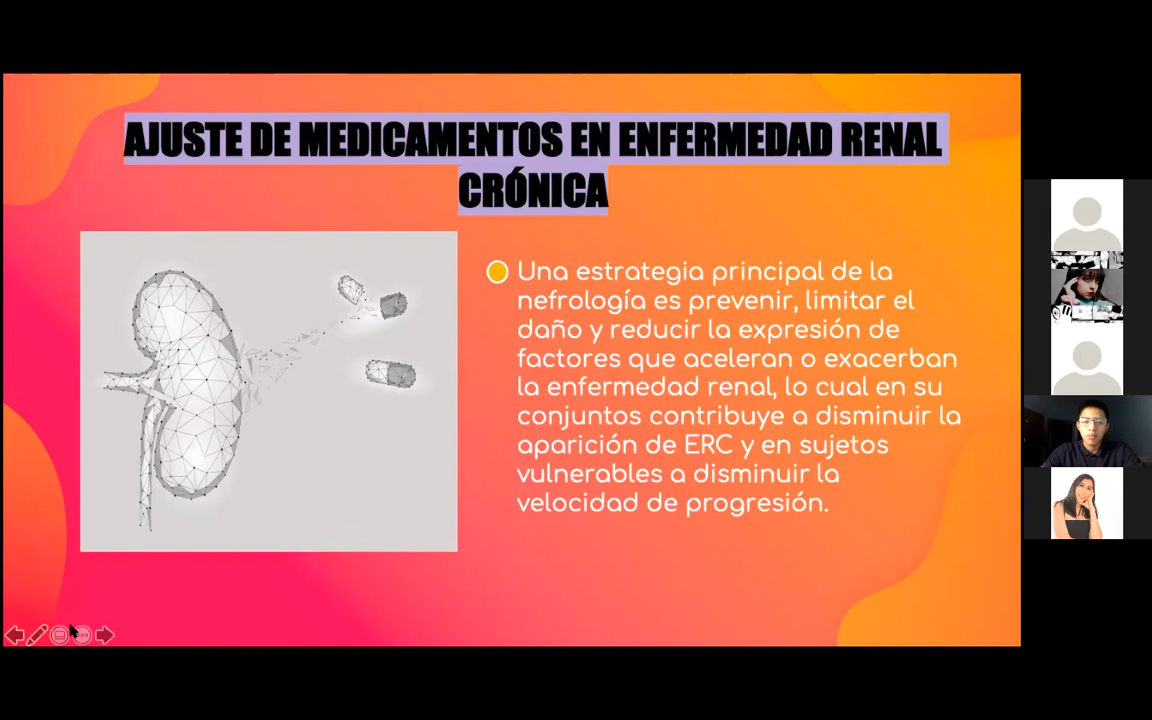 AJUSTE DE MEDICAMENTOS EN ENFERMEDAD RENAL
CRÓNICA
Una estrategia principal de la
nefrología es prevenir, limitar el
daño y reducir la expresión de
factores que aceleran o exacerban
la enfermedad renal, lo cual en su
conjuntos contribuye a disminuir la
aparición de ERC y en sujetos
vulnerables a disminuir la
velocidad de progresión.